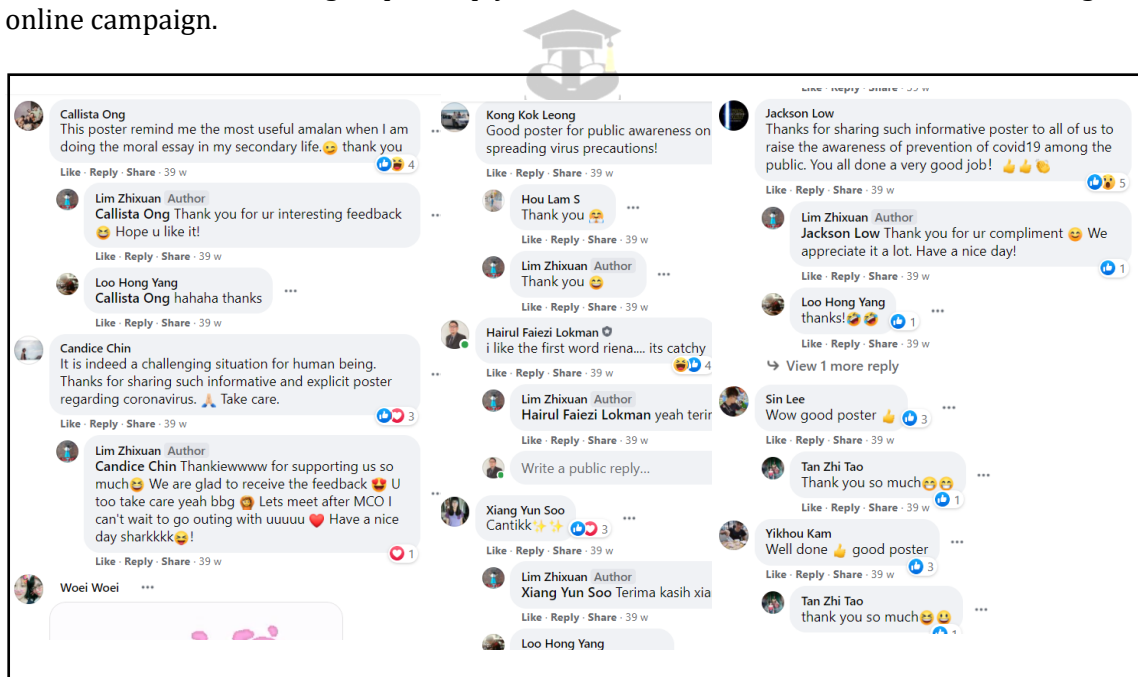 online campaign.
Callista Ong
This poster remind me the most useful amalan when I am
doing the moral essay in my secondary life.😉 thank you
4
Like · Reply · Share · 39 w
Lim Zhixuan Author
Callista Ong Thank you for ur interesting feedback
😆 Hope u like it!
Like · Reply · Share · 39 w
Loo Hong Yang
Callista Ong hahaha thanks
Like · Reply · Share · 39 w
Candice Chin
It is indeed a challenging situation for human being.
Thanks for sharing such informative and explicit poster
regarding coronavirus. 🙏 Take care.
3
Like · Reply · Share · 39 w
Lim Zhixuan Author
Candice Chin Thankiewwww for supporting us so
much😆 We are glad to receive the feedback 🤩 U
too take care yeah bbg 🙆 Lets meet after MCO I
can't wait to go outing with uuuuu ❤️ Have a nice
day sharkkkk😆!
1
Like · Reply · Share · 39 w
Woei Woei
Kong Kok Leong
Good poster for public awareness on
spreading virus precautions!
Like · Reply · Share · 39 w
Hou Lam S
Thank you 🤗
Like · Reply · Share · 39 w
Lim Zhixuan Author
Thank you 😄
Like · Reply · Share · 39 w
Hairul Faiezi Lokman
i like the first word riena.... its catchy
4
Like · Reply · Share · 39 w
Lim Zhixuan Author
Hairul Faiezi Lokman yeah
Like · Reply · Share · 39 w
Write a public reply...
Xiang Yun Soo
Cantikk✨✨ 3
Like · Reply · Share · 39 w
Lim Zhixuan Author
Xiang Yun Soo Terima kasih xia
Like · Reply · Share · 39 w
Loo Hong Yang
Like · Reply · Share · 39 w
Jackson Low
Thanks for sharing such informative poster to all of us to
raise the awareness of prevention of covid19 among the
public. You all done a very good job! 👍👍👏
5
Like · Reply · Share · 39 w
Lim Zhixuan Author
Jackson Low Thank you for ur compliment 😊 We
appreciate it a lot. Have a nice day!
1
Like · Reply · Share · 39 w
Loo Hong Yang
thanks!🤣🤣 1
Like · Reply · Share · 39 w
View 1 more reply
Sin Lee
Wow good poster 👍 3
Like · Reply · Share · 39 w
Tan Zhi Tao
Thank you so much😁😁
1
Like · Reply · Share · 39 w
Yikhou Kam
Well done 👍 good poster
3
Like · Reply · Share · 39 w
Tan Zhi Tao
thank you so much😆😃
1